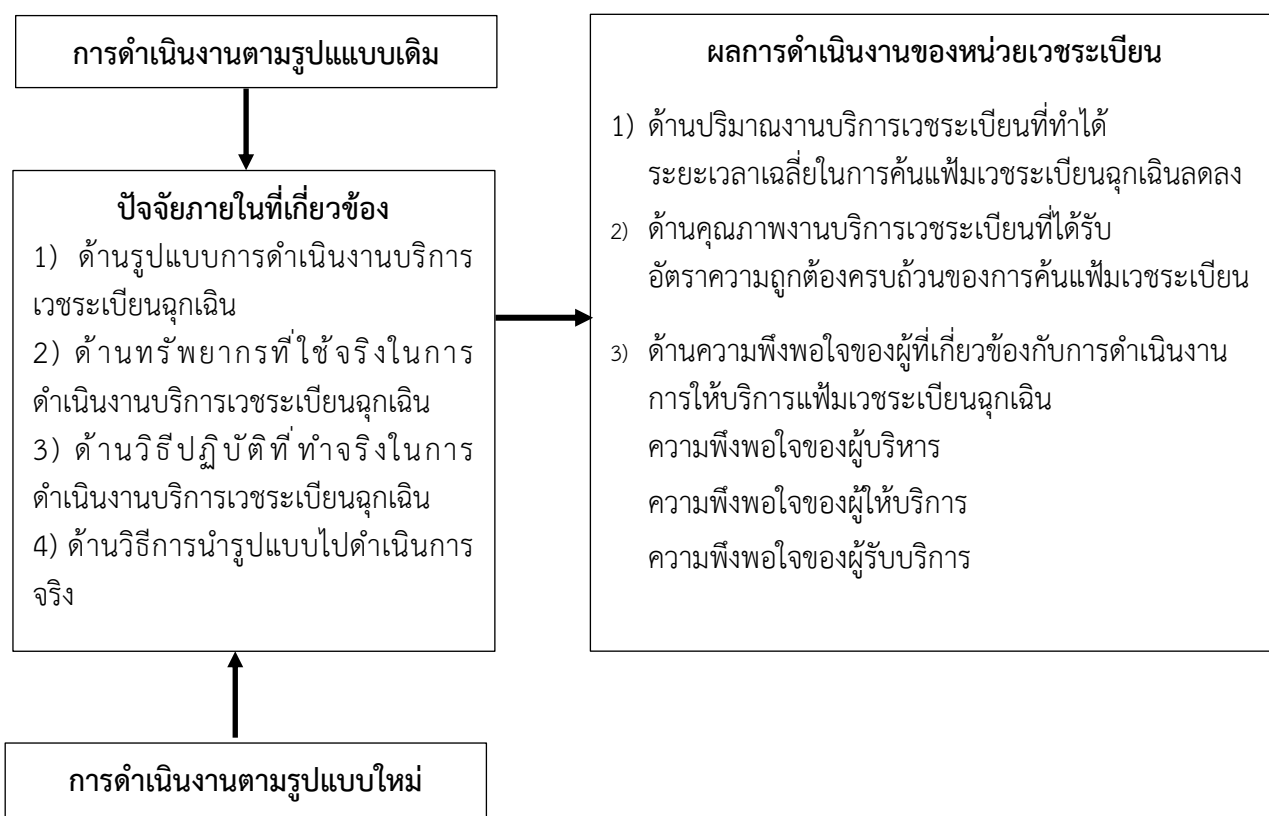 การดำเนินงานตามรูปแแบบเดิม
ปัจจัยภายในที่เกี่ยวข้อง
1) ด้านรูปแบบการดำเนินงานบริการ
เวชระเบียนฉุกเฉิน
2) ด้านทรัพยากรที่ใช้จริงในการ
ดำเนินงานบริการเวชระเบียนฉุกเฉิน
3) ด้านวิธีปฏิบัติที่ทำจริงในการ
ดำเนินงานบริการเวชระเบียนฉุกเฉิน
4) ด้านวิธีการนำรูปแบบไปดำเนินการ
จริง
การดำเนินงานตามรูปแบบใหม่
ผลการดำเนินงานของหน่วยเวชระเบียน
1) ด้านปริมาณงานบริการเวชระเบียนที่ทำได้
ระยะเวลาเฉลี่ยในการค้นแฟ้มเวชระเบียนฉุกเฉินลดลง
2) ด้านคุณภาพงานบริการเวชระเบียนที่ได้รับ
อัตราความถูกต้องครบถ้วนของการค้นแฟ้มเวชระเบียน
3) ด้านความพึงพอใจของผู้ที่เกี่ยวข้องกับการดำเนินงาน
การให้บริการแฟ้มเวชระเบียนฉุกเฉิน
ความพึงพอใจของผู้บริหาร
ความพึงพอใจของผู้ให้บริการ
ความพึงพอใจของผู้รับบริการ